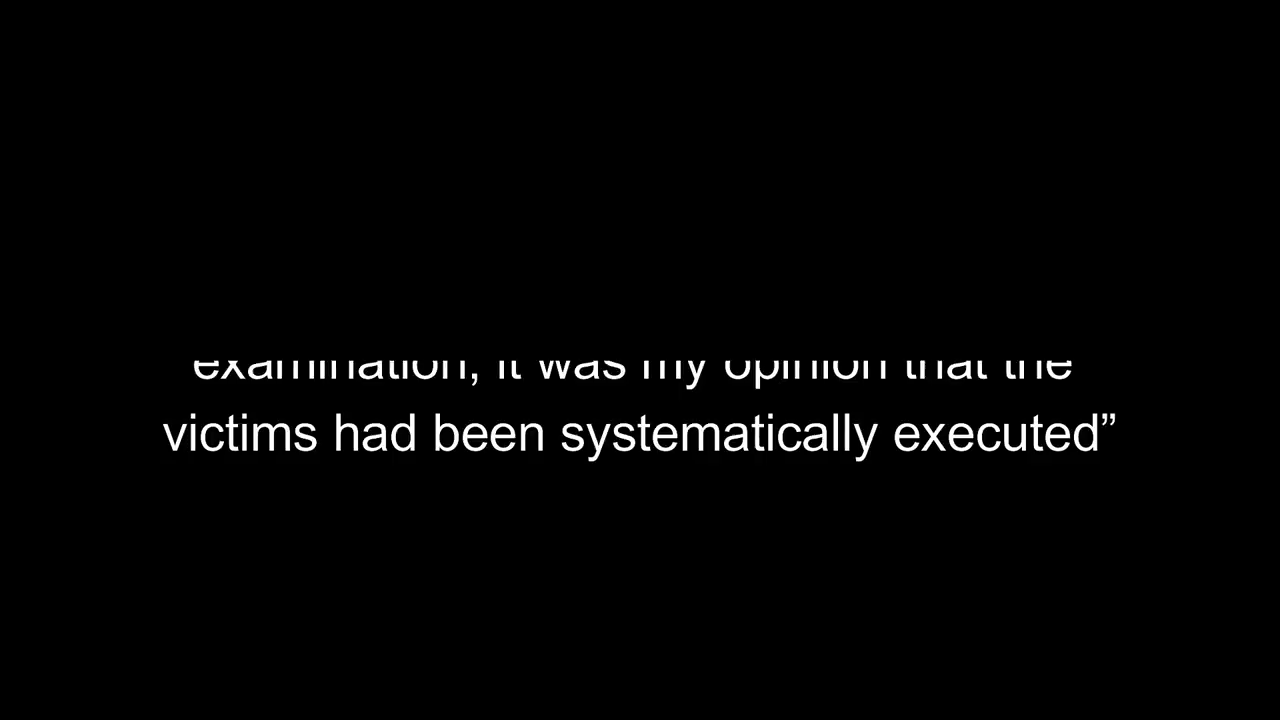 examination, it was my opinion that the
victims had been systematically executed”